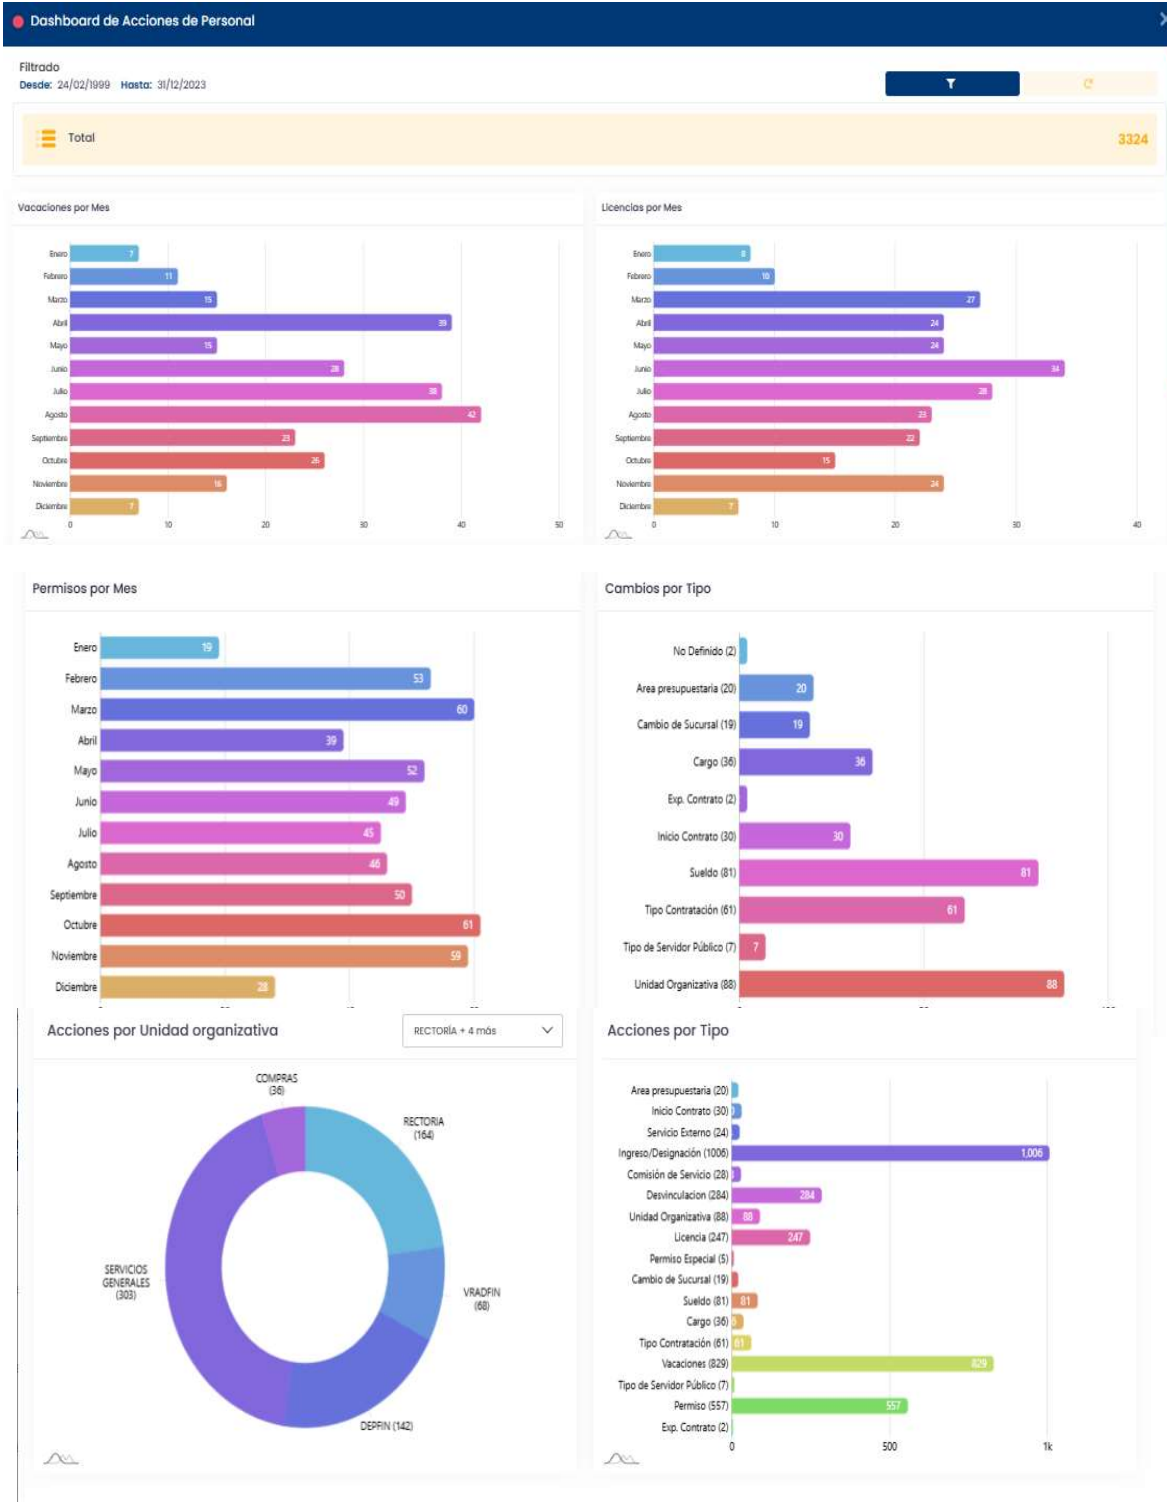 Dashboard de Acciones de Personal
Filtrado
Desde: 24/02/1999 Hasta: 31/12/2023
Total 3324
Vacaciones por Mes
Enero 7
Febrero 11
Marzo 15
Abril 39
Mayo 15
Junio 28
Julio 38
Agosto 42
Septiembre 23
Octubre 26
Noviembre 16
Diciembre 7
0 10 20 30 40 50
Licencias por Mes
Enero 8
Febrero 10
Marzo 27
Abril 24
Mayo 24
Junio 34
Julio 28
Agosto 23
Septiembre 22
Octubre 15
Noviembre 24
Diciembre 7
0 10 20 30 40
Permisos por Mes
Enero 19
Febrero 53
Marzo 60
Abril 39
Mayo 52
Junio 49
Julio 45
Agosto 46
Septiembre 50
Octubre 61
Noviembre 59
Diciembre 28
Cambios por Tipo
No Definido (2)
Area presupuestaria (20) 20
Cambio de Sucursal (19) 19
Cargo (36) 36
Exp. Contrato (2)
Inicio Contrato (30) 30
Sueldo (81) 81
Tipo Contratación (61) 61
Tipo de Servidor Público (7) 7
Unidad Organizativa (88) 88
Acciones por Unidad organizativa
RECTORÍA + 4 más
COMPRAS
(36)
RECTORIA
(164)
SERVICIOS
GENERALES
(303)
VRADFIN
(68)
DEPFIN (142)
Acciones por Tipo
Area presupuestaria (20)
Inicio Contrato (30)
Servicio Externo (24)
Ingreso/Designación (1006) 1,006
Comisión de Servicio (28)
Desvinculacion (284) 284
Unidad Organizativa (88) 88
Licencia (247) 247
Permiso Especial (5)
Cambio de Sucursal (19)
Sueldo (81) 81
Cargo (36)
Tipo Contratación (61) 61
Vacaciones (829) 829
Tipo de Servidor Público (7)
Permiso (557) 557
Exp. Contrato (2)
0 500 1k